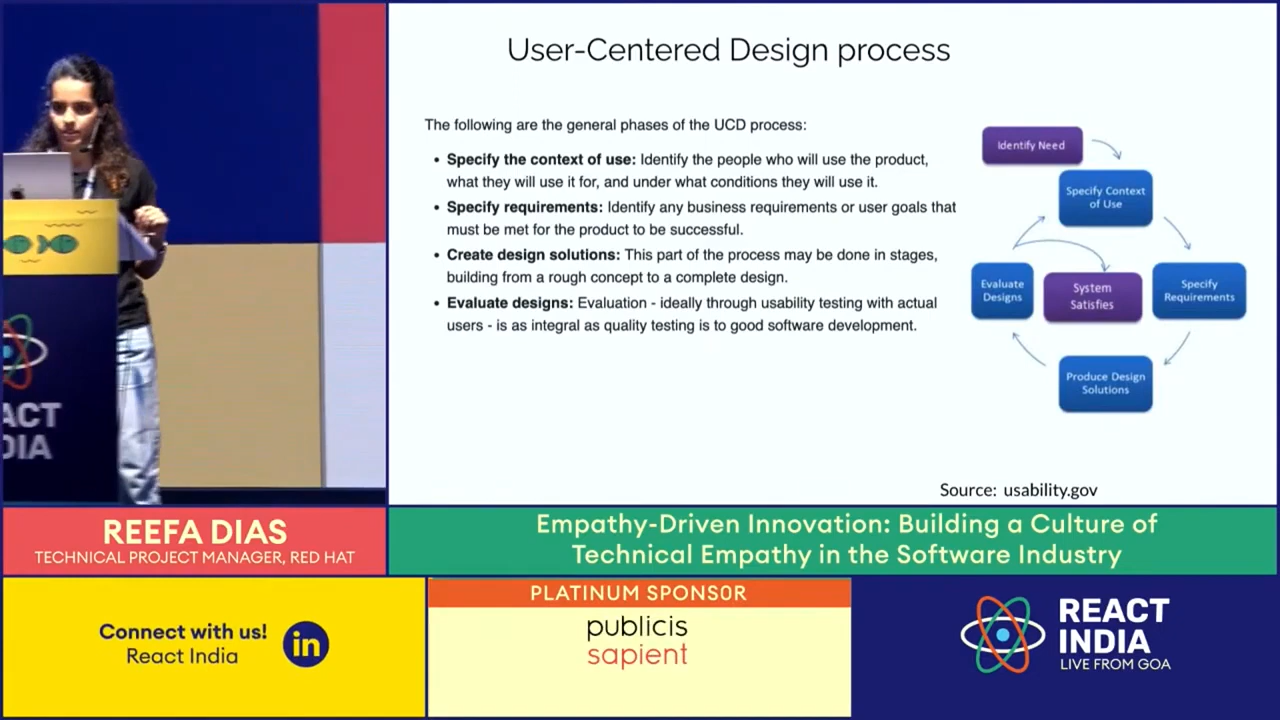 User-Centered Design process
The following are the general phases of the UCD process:
• Specify the context of use: Identify the people who will use the product,
what they will use it for, and under what conditions they will use it.
• Specify requirements: Identify any business requirements or user goals that
must be met for the product to be successful.
• Create design solutions: This part of the process may be done in stages,
building from a rough concept to a complete design.
• Evaluate designs: Evaluation - ideally through usability testing with actual
users - is as integral as quality testing is to good software development.
Identify Need
Specify Context
of Use
Evaluate
Designs
System
Satisfies
Specify
Requirements
Produce Design
Solutions
Source: usability.gov
ACT
DIA
REEFA DIAS
TECHNICAL PROJECT MANAGER, RED HAT
Empathy-Driven Innovation: Building a Culture of
Technical Empathy in the Software Industry
Connect with us!
React India
in
PLATINUM SPONSOR
publicis
sapient
REACT
INDIA
LIVE FROM GOA